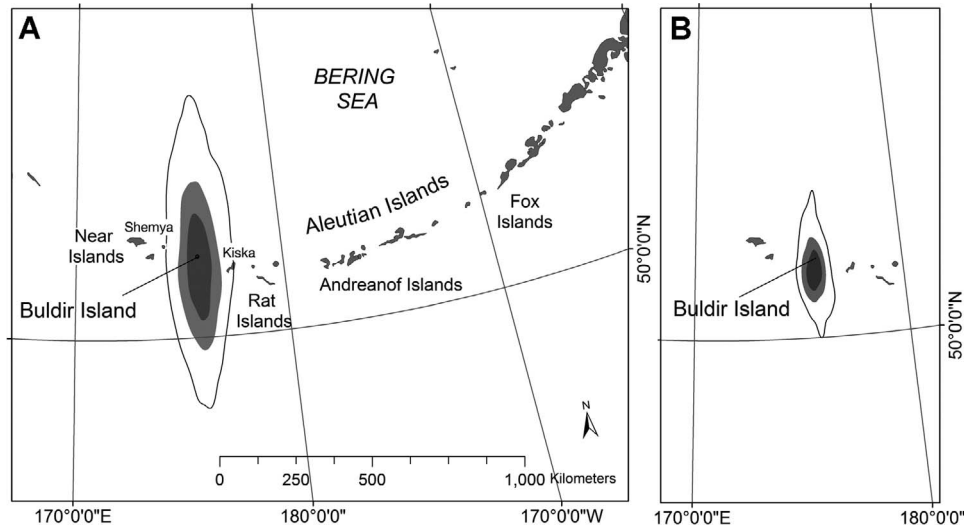 A
BERING
SEA
Aleutian Islands
Fox
Islands
Near
Islands
Shemya
Kiska
Buldir Island
Rat
Islands
Andreanof Islands
50°0'0"N
N
0 250 500 1,000 Kilometers
170°0'0"E 180°0'0" 170°0'0"W
B
Buldir Island
50°0'0"N
170°0'0"E 180°0'0"